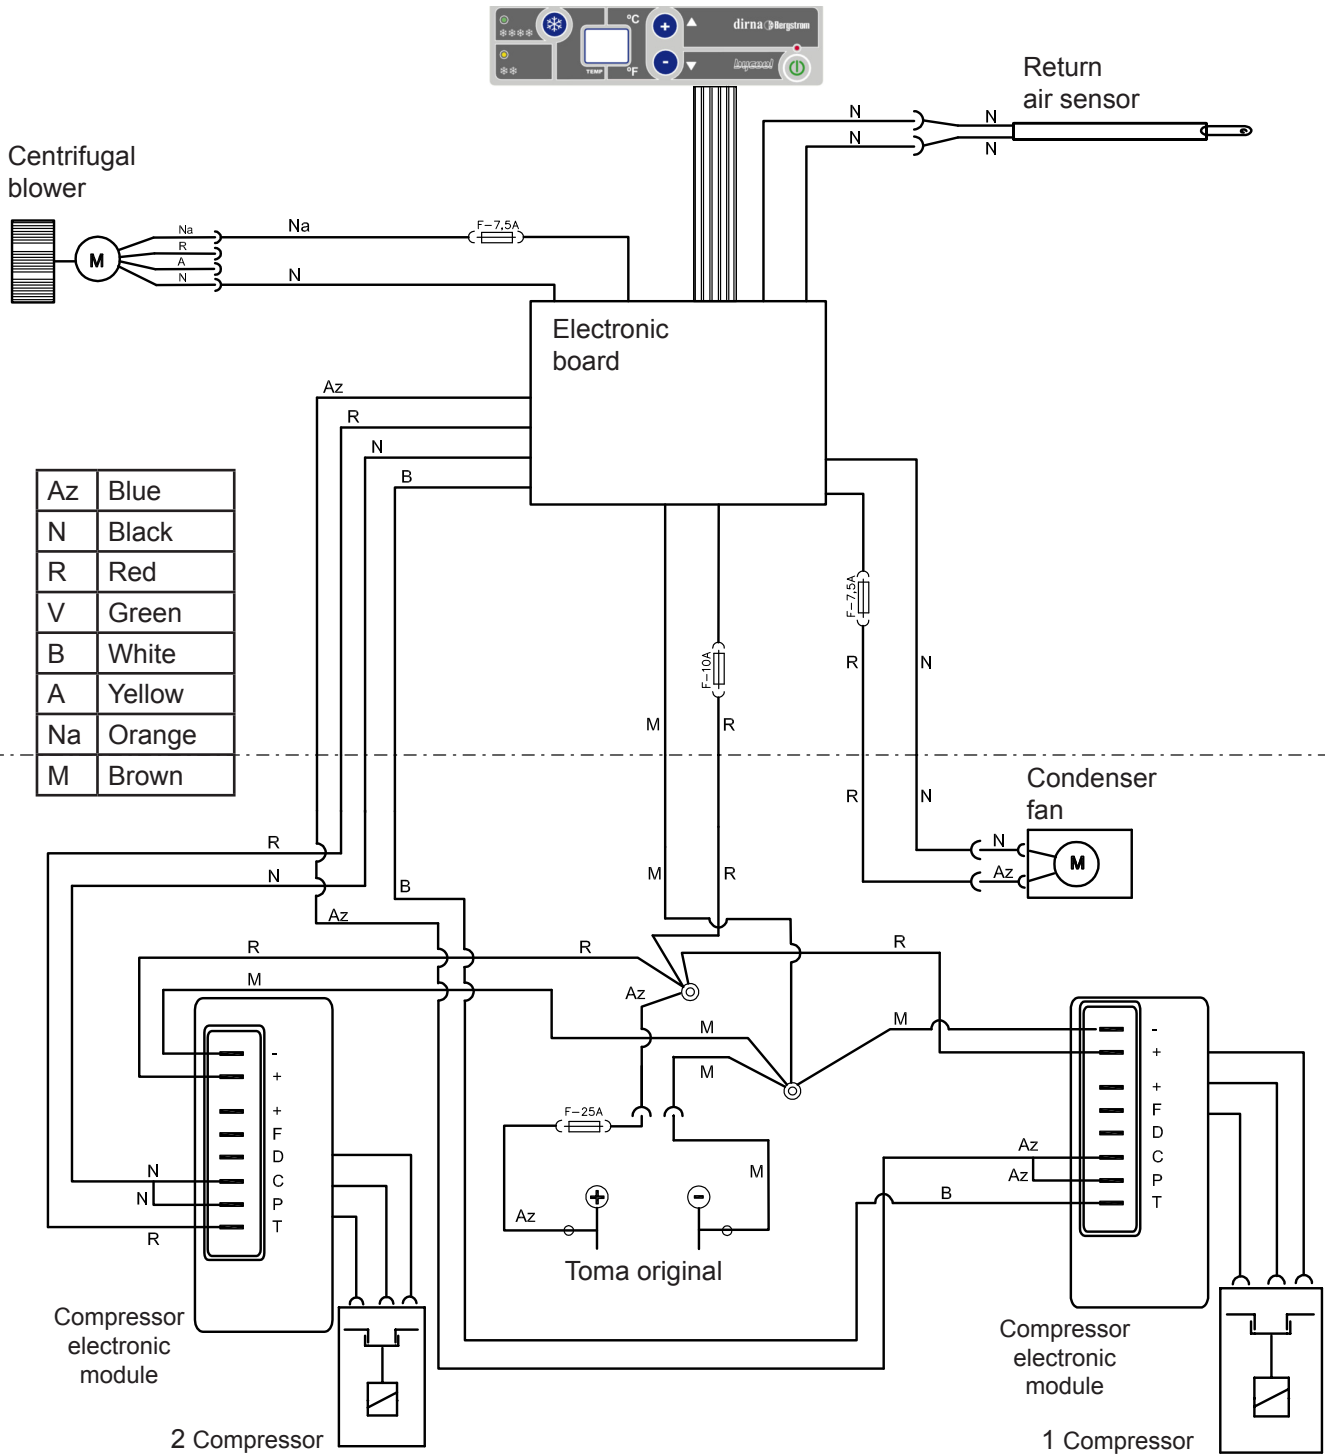 °C
+
dirna Bergstrom
TEMP
°F
-
bycool
Return
air sensor
N
N
N
N
Centrifugal
blower
M
Na
R
A
N
Na
N
F-7,5A
Electronic
board
Az
R
N
B
Az Blue
N Black
R Red
V Green
B White
A Yellow
Na Orange
M Brown
F-7,5A
F-10A
R
N
M
R
R
N
Condenser
fan
N
Az
M
R
N
B
Az
M
R
R
R
R
M
Az
M
M
M
-
+
+
F
D
C
P
T
N
N
R
F-25A
+
-
Az
M
Toma original
-
+
+
F
D
C
P
T
Az
Az
B
Compressor
electronic
module
2 Compressor
Compressor
electronic
module
1 Compressor